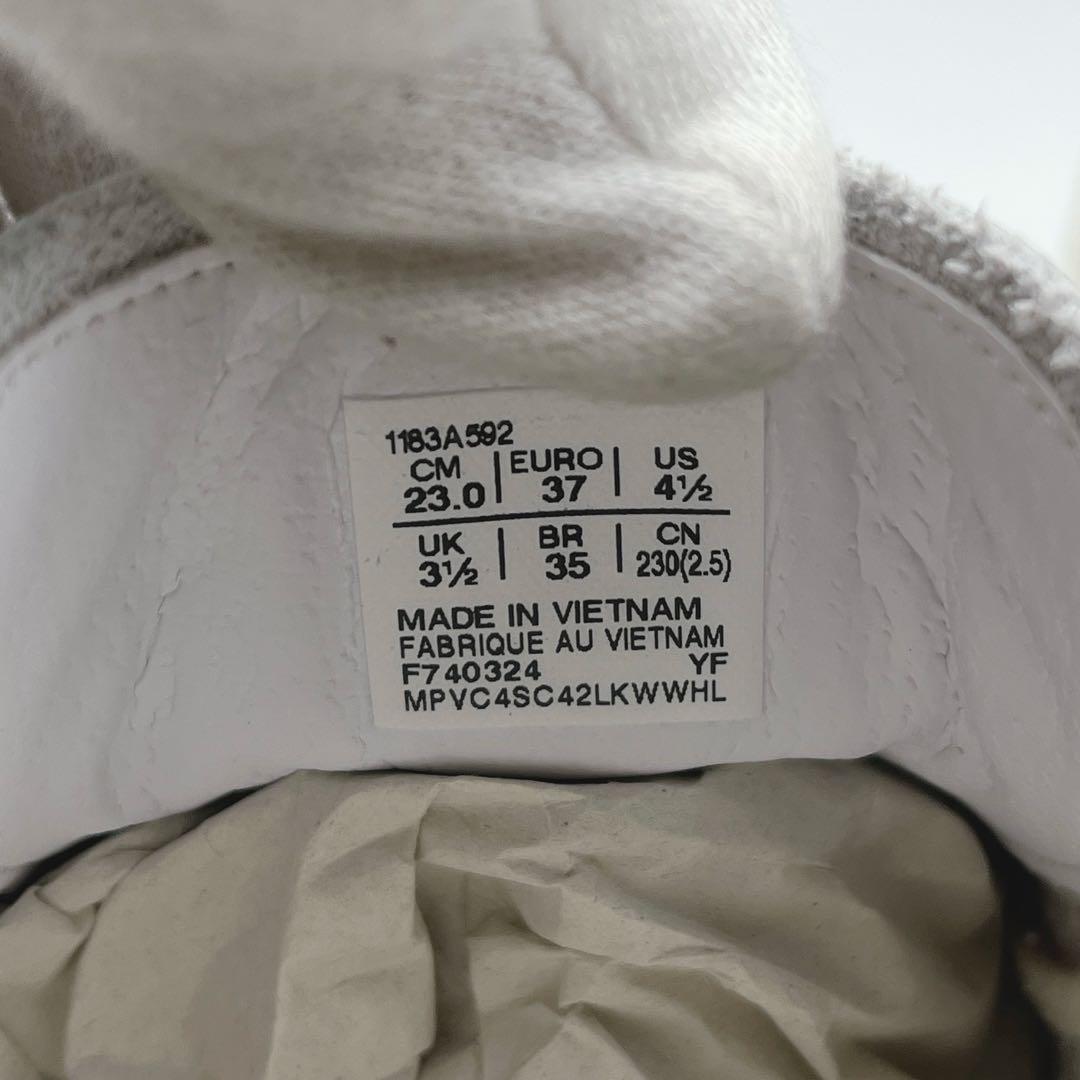 1183A592
CM | EURO | US
23.0 | 37 | 4½
UK | BR | CN
3½ | 35 | 230(2.5)
MADE IN VIETNAM
FABRIQUE AU VIETNAM
F740324 YF
MPVC4SC42LKWWHL